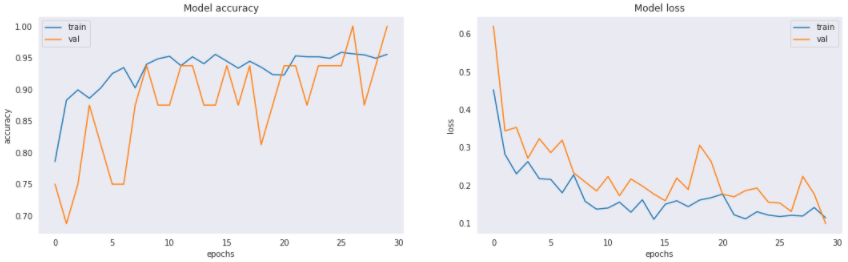 Model accuracy
train
val
1.00
0.95
0.90
0.85
0.80
0.75
0.70
accuracy
0
5
10
15
20
25
30
epochs
Model loss
train
val
0.6
0.5
0.4
0.3
0.2
0.1
loss
0
5
10
15
20
25
30
epochs